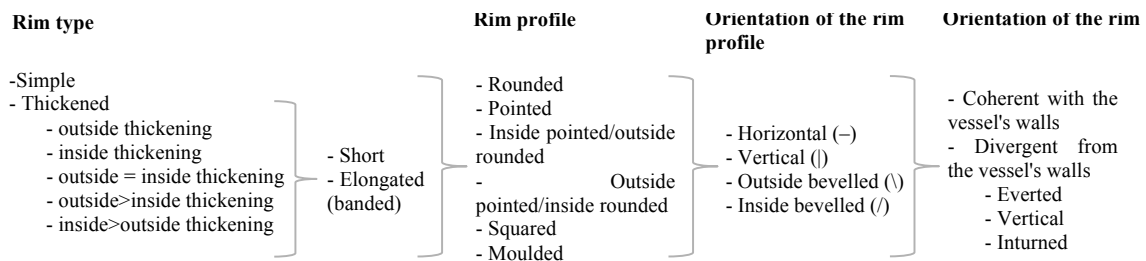 Rim type
-Simple
- Thickened
- outside thickening
- inside thickening
- outside = inside thickening
- outside>inside thickening
- inside>outside thickening
- Short
- Elongated
(banded)
Rim profile
- Rounded
- Pointed
- Inside pointed/outside
rounded
- Outside
pointed/inside rounded
- Squared
- Moulded
Orientation of the rim
profile
- Horizontal (–)
- Vertical (|)
- Outside bevelled (\)
- Inside bevelled (/)
Orientation of the rim
- Coherent with the
vessel's walls
- Divergent from
the vessel's walls
- Everted
- Vertical
- Inturned